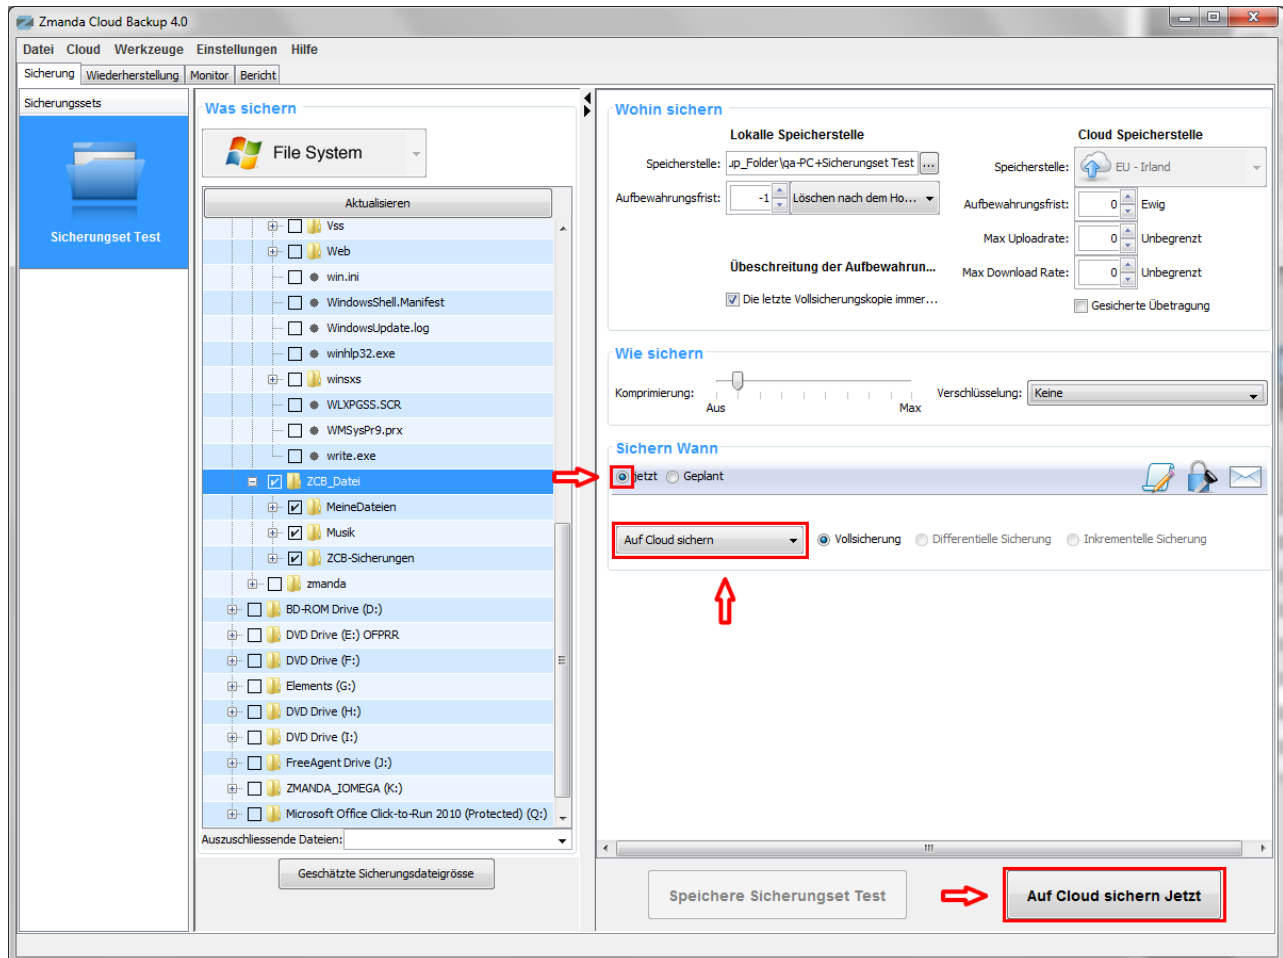 Zmanda Cloud Backup 4.0
Datei Cloud Werkzeuge Einstellungen Hilfe
Sicherung Wiederherstellung Monitor Bericht
Sicherungssets
Sicherungset Test
Was sichern
File System
Aktualisieren
Vss
Web
win.ini
WindowsShell.Manifest
WindowsUpdate.log
winhlp32.exe
winsxs
WLXPGSS.SCR
WMSysPr9.prx
write.exe
ZCB_Datei
MeineDateien
Musik
ZCB-Sicherungen
zmanda
BD-ROM Drive (D:)
DVD Drive (E:) OFPRR
DVD Drive (F:)
Elements (G:)
DVD Drive (H:)
DVD Drive (I:)
FreeAgent Drive (J:)
ZMANDA_IOMEGA (K:)
Microsoft Office Click-to-Run 2010 (Protected) (Q:)
Auszuschliessende Dateien:
Geschätzte Sicherungsdateigrösse
Wohin sichern
Lokalle Speicherstelle
Speicherstelle: up_Folder\qa-PC+Sicherungset Test ...
Aufbewahrungsfrist: -1 Löschen nach dem Ho...
Übeschreitung der Aufbewahrun...
Die letzte Vollsicherungskopie immer...
Cloud Speicherstelle
Speicherstelle: EU - Irland
Aufbewahrungsfrist: 0 Ewig
Max Uploadrate: 0 Unbegrenzt
Max Download Rate: 0 Unbegrenzt
Gesicherte Übetragung
Wie sichern
Komprimierung: Aus Max
Verschlüsselung: Keine
Sichern Wann
jetzt Geplant
Auf Cloud sichern Vollsicherung Differentielle Sicherung Inkrementelle Sicherung
Speichere Sicherungset Test
Auf Cloud sichern Jetzt